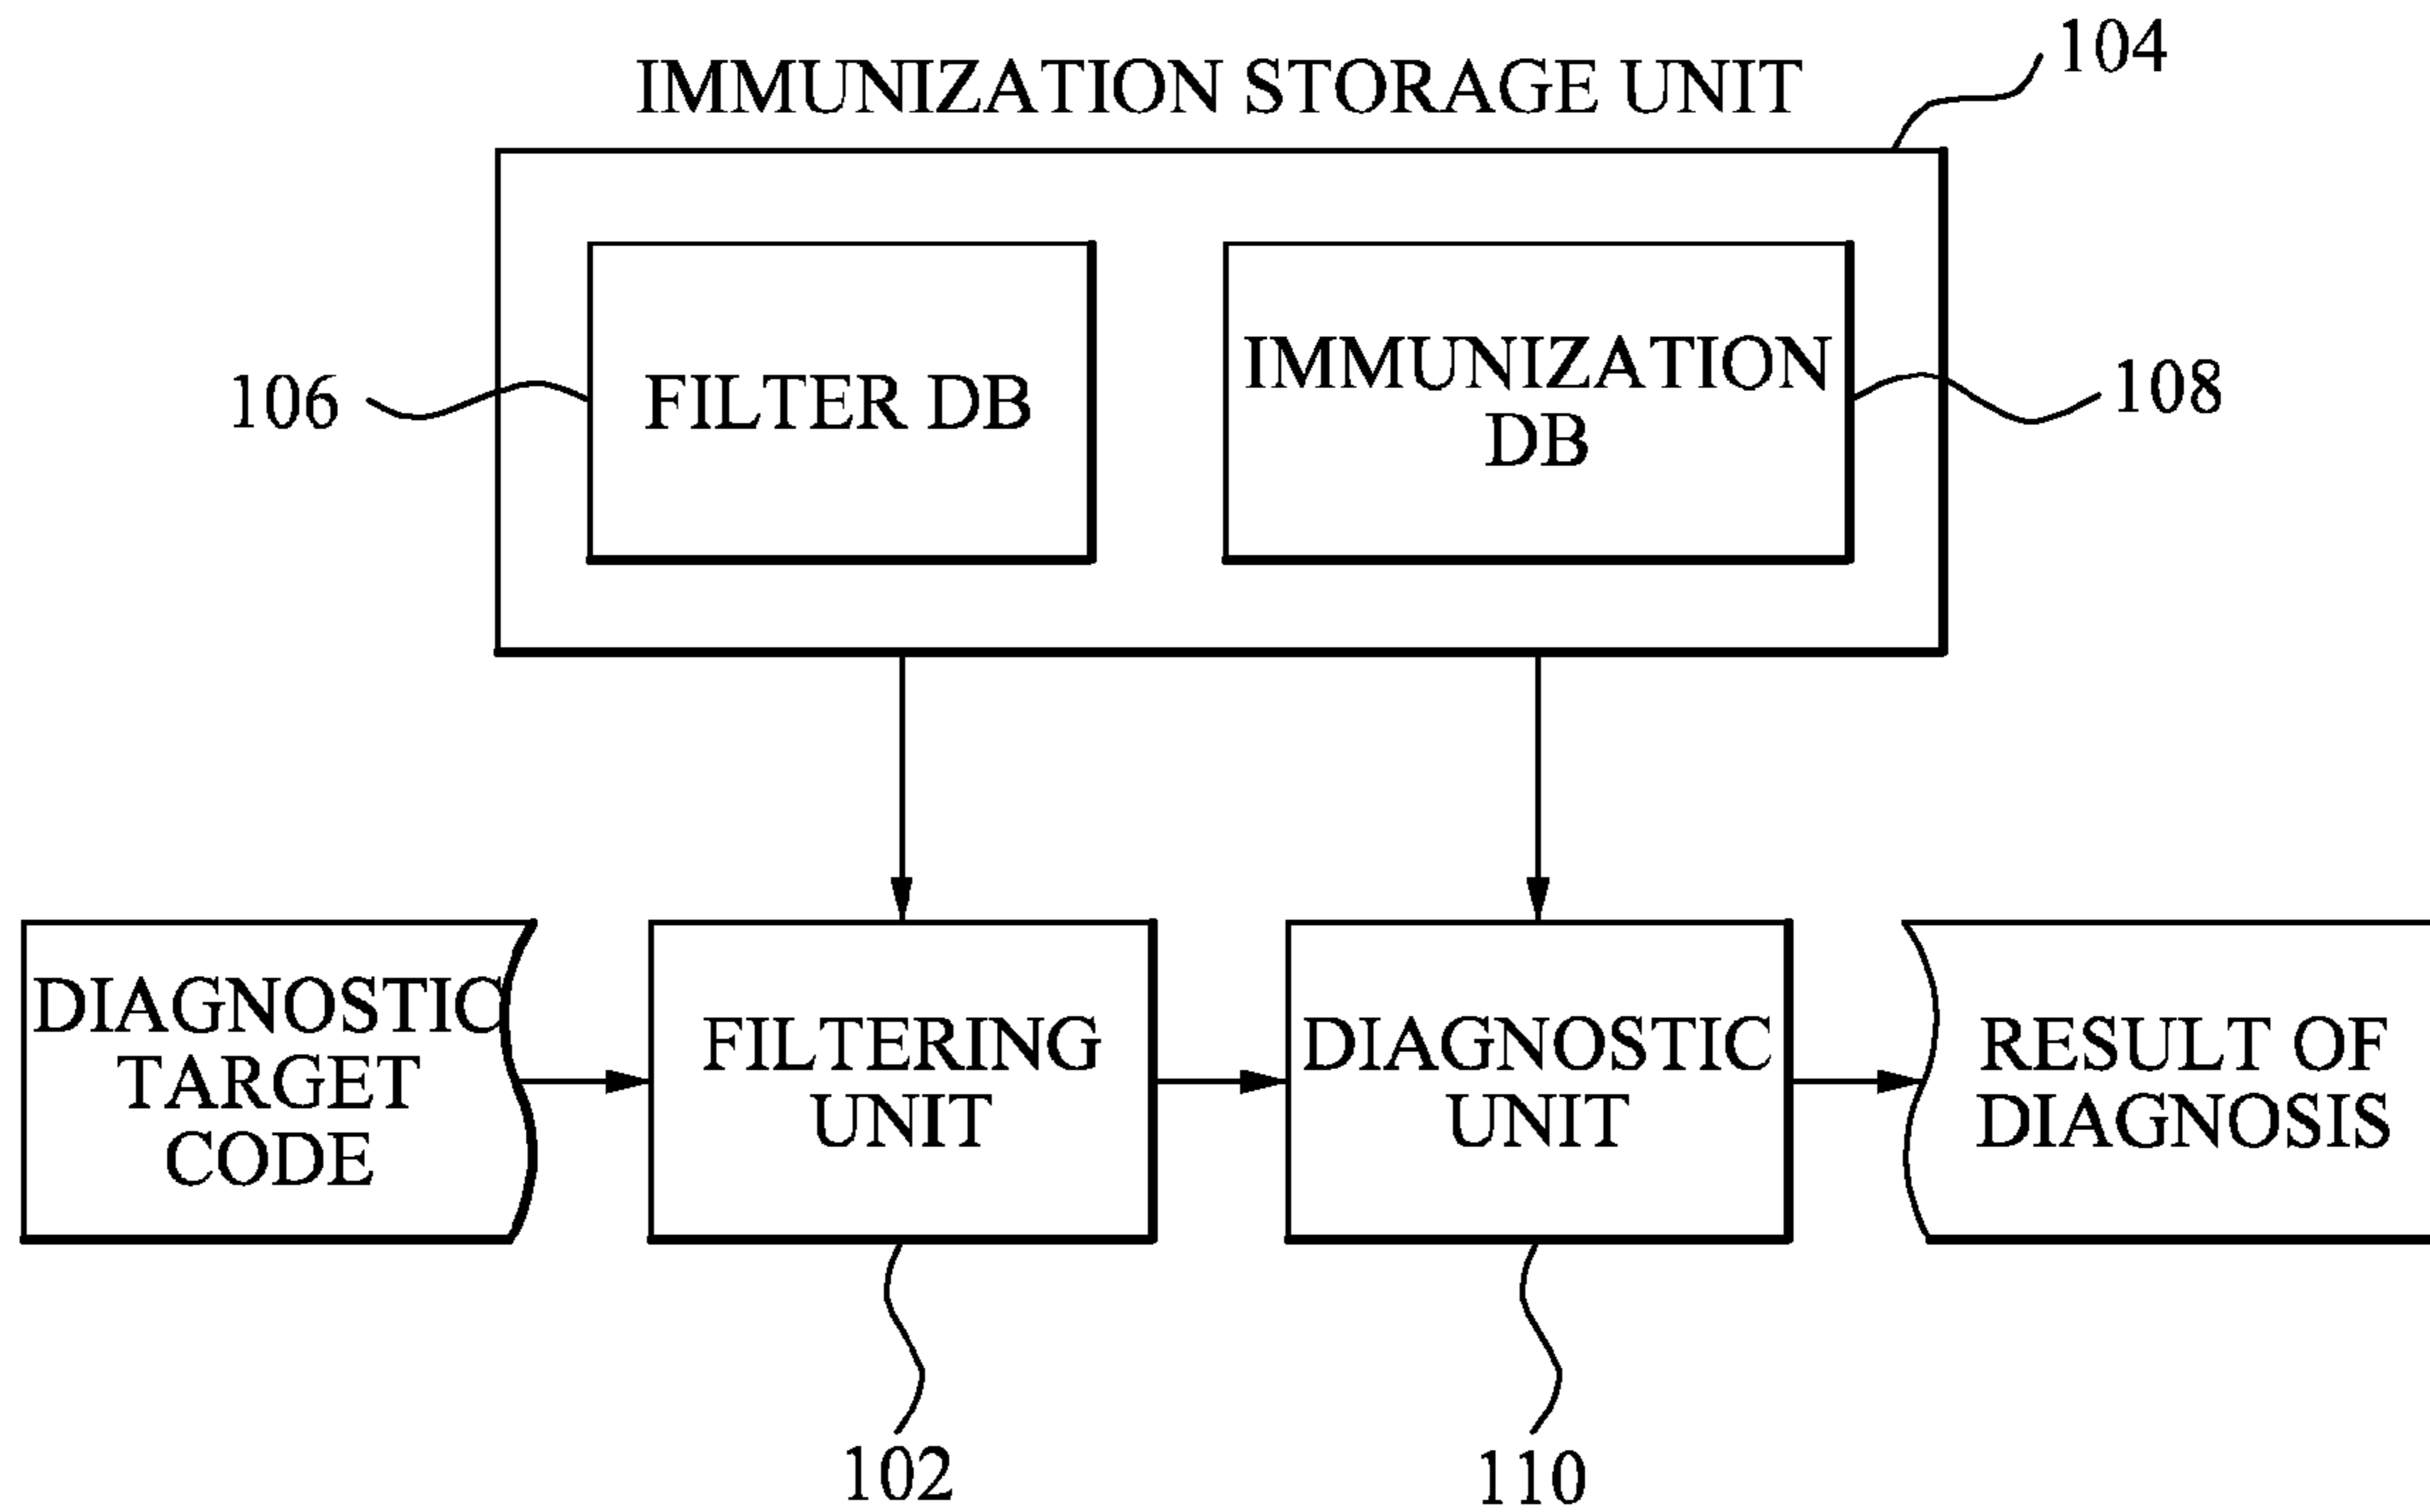 104
IMMUNIZATION STORAGE UNIT
106
FILTER DB
IMMUNIZATION
DB
108
DIAGNOSTIC
TARGET
CODE
FILTERING
UNIT
DIAGNOSTIC
UNIT
RESULT OF
DIAGNOSIS
102
110